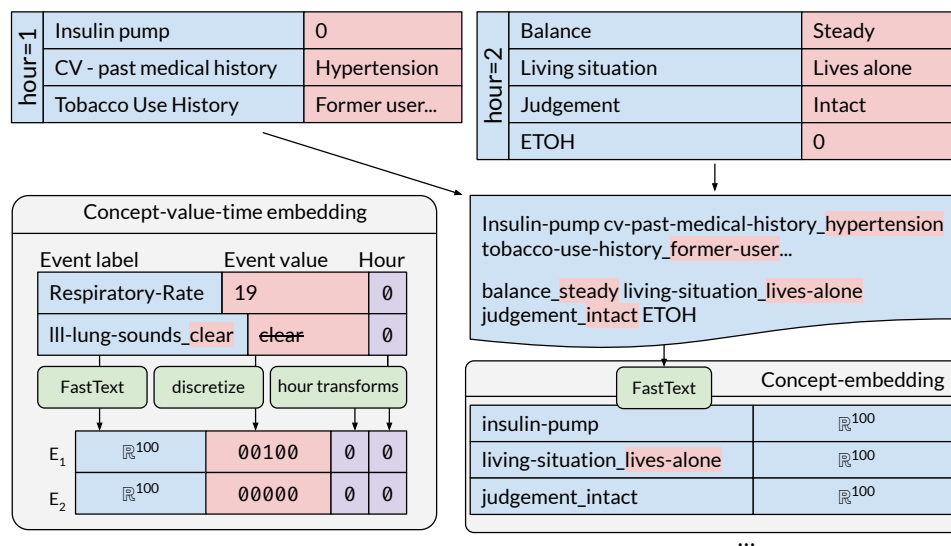 hour=1
Insulin pump 0
CV - past medical history Hypertension
Tobacco Use History Former user...
hour=2
Balance Steady
Living situation Lives alone
Judgement Intact
ETOH 0
Insulin-pump cv-past-medical-history_hypertension
tobacco-use-history_former-user...
balance_steady living-situation_lives-alone
judgement_intact ETOH
Concept-value-time embedding
Event label Event value Hour
Respiratory-Rate 19 0
Ill-lung-sounds_clear clear 0
FastText discretize hour transforms
E1 ℝ100 00100 0 0
E2 ℝ100 00000 0 0
FastText Concept-embedding
insulin-pump ℝ100
living-situation_lives-alone ℝ100
judgement_intact ℝ100
...